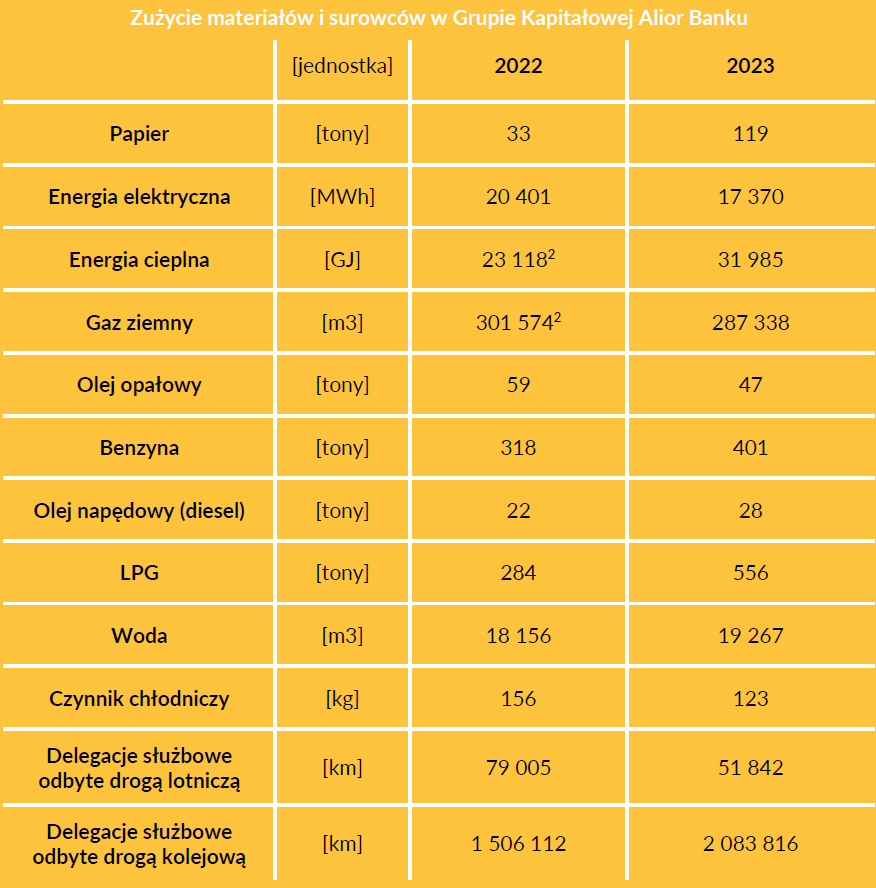 Zużycie materiałów i surowców w Grupie Kapitałowej Alior Banku
[jednostka] 2022 2023
Papier [tony] 33 119
Energia elektryczna [MWh] 20 401 17 370
Energia cieplna [GJ] 23 118² 31 985
Gaz ziemny [m3] 301 574² 287 338
Olej opałowy [tony] 59 47
Benzyna [tony] 318 401
Olej napędowy (diesel) [tony] 22 28
LPG [tony] 284 556
Woda [m3] 18 156 19 267
Czynnik chłodniczy [kg] 156 123
Delegacje służbowe
odbyte drogą lotniczą [km] 79 005 51 842
Delegacje służbowe
odbyte drogą kolejową [km] 1 506 112 2 083 816